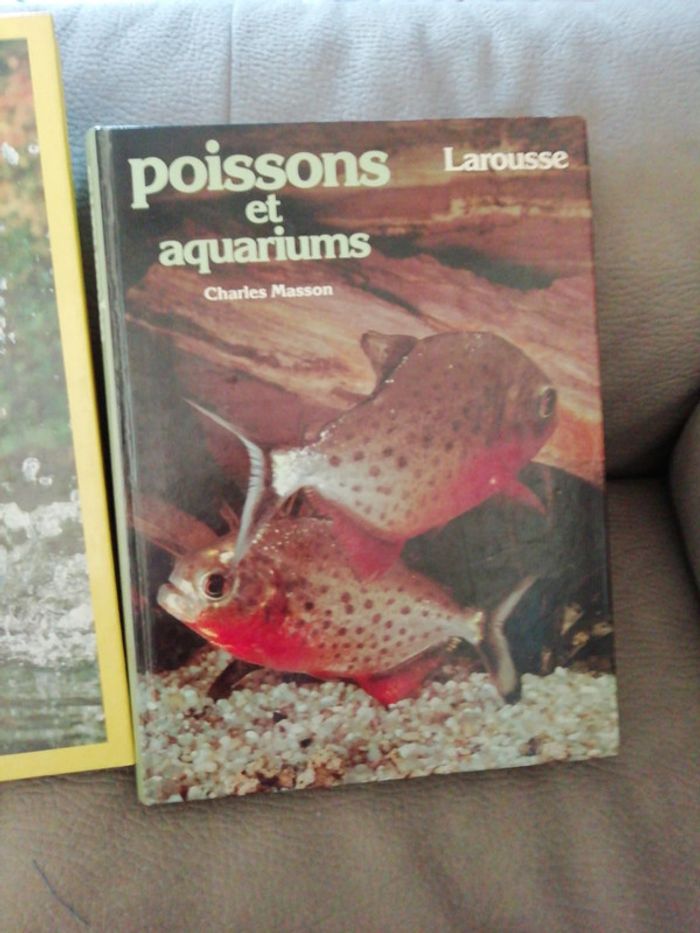 poissons
et
aquariums
Charles Masson
Larousse